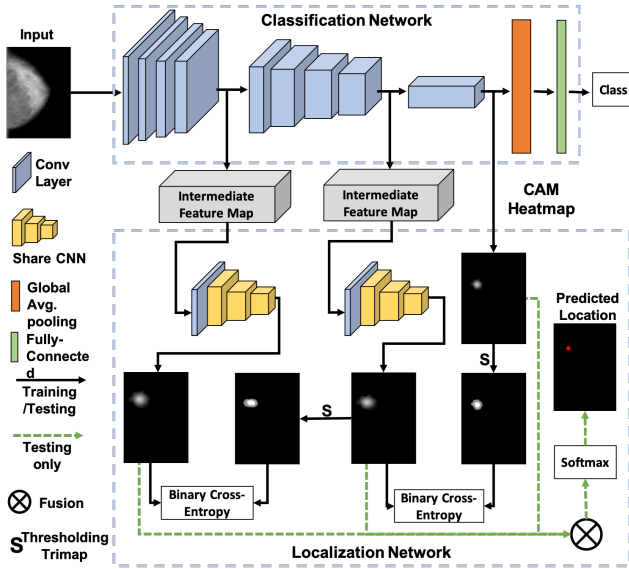 Classification Network
Input
Class
Conv
Layer
Intermediate
Feature Map
Intermediate
Feature Map
CAM
Heatmap
Share CNN
Global
Avg.
pooling
Fully-
Connecte
d
Predicted
Location
Training
/Testing
S
S
Testing
only
Softmax
Binary Cross-
Entropy
Binary Cross-
Entropy
Fusion
SThresholding
Trimap
Localization Network